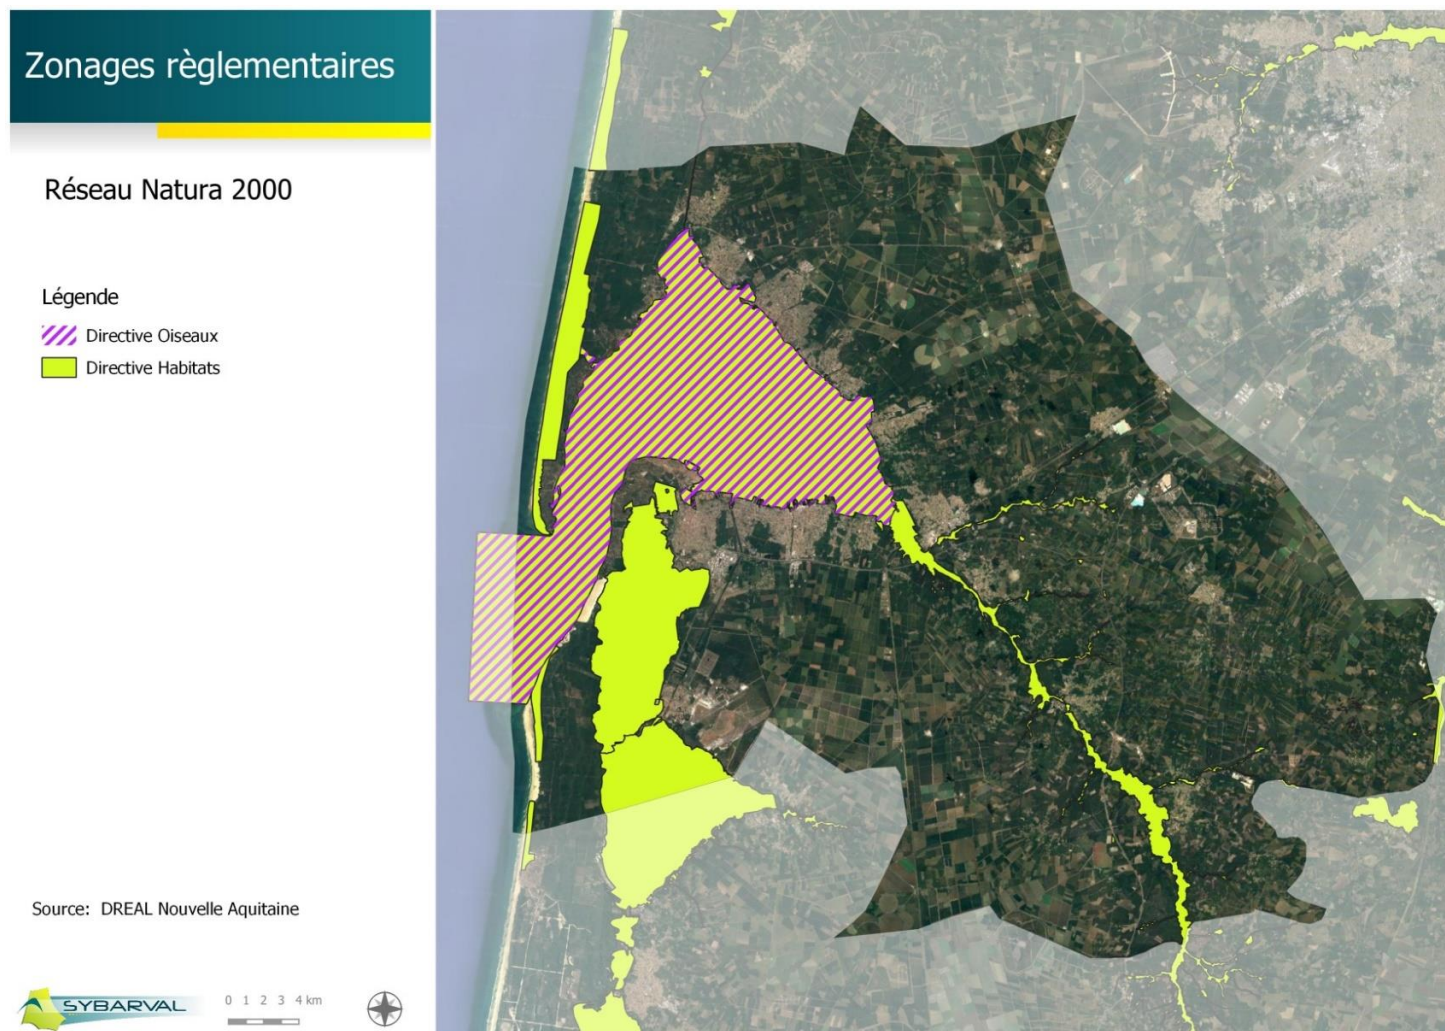 Zonages règlementaires
Réseau Natura 2000
Légende
Directive Oiseaux
Directive Habitats
Source: DREAL Nouvelle Aquitaine
SYBARVAL
0 1 2 3 4 km